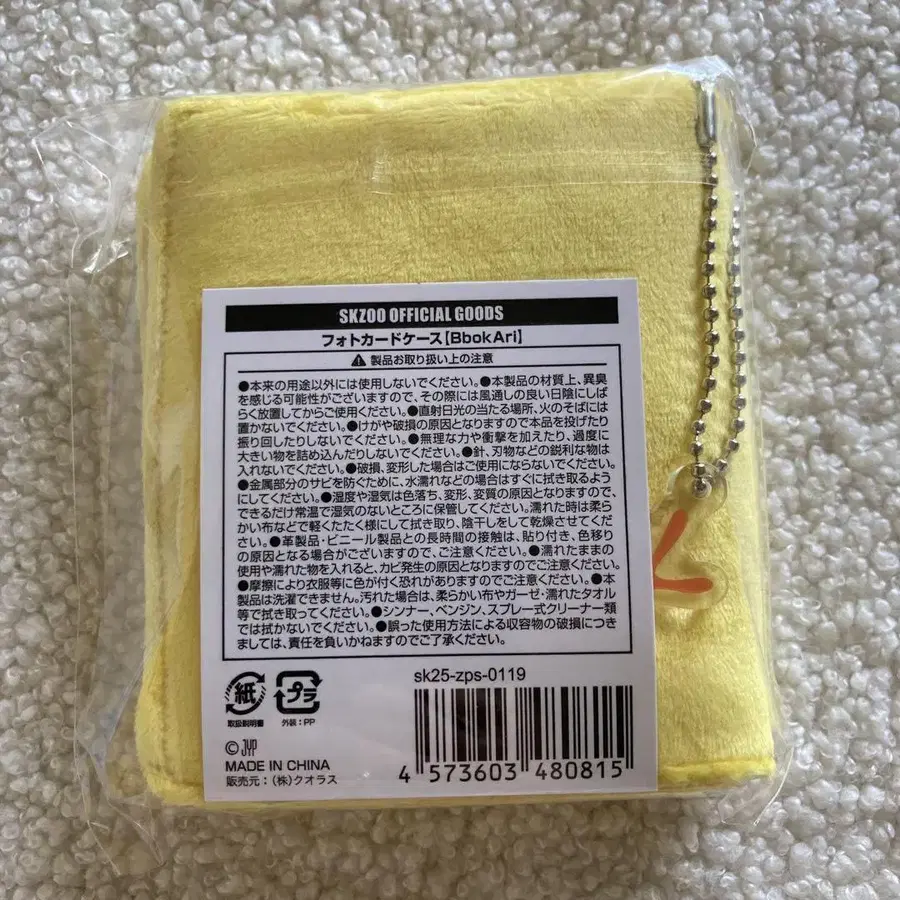 SKZOO OFFICIAL GOODS
フォトカードケース【BbokAri】
⚠ 製品お取り扱い上の注意
●本来の用途以外には使用しないでください。●本製品の材質上、異臭
を感じる可能性がございますので、その際には風通しの良い日陰にしば
らく放置してからご使用ください。●直射日光の当たる場所、火のそばには
置かないでください。●けがや破損の原因となりますので本品を投げたり
振り回したりしないでください。●無理な力や衝撃を加えたり、過度に
大きい物を詰め込んだりしないでください。●針、刃物などの鋭利な物は
入れないでください。●破損、変形した場合はご使用にならないでください。
●金属部分のサビを防ぐために、水濡れなどの場合はすぐに拭き取るよう
にしてください。●湿度や湿気は色落ち、変形、変質の原因となりますので、
できるだけ常温で湿気のないところに保管してください。濡れた時は柔ら
かい布などで軽くたたく様にして拭き取り、陰干しをして乾燥させてくだ
さい。●革製品・ビニール製品との長時間の接触は、貼り付き、色移り
の原因となる場合がございますので、ご注意ください。●濡れたままの
使用や濡れた物を入れると、カビ発生の原因となりますのでご注意ください。
●摩擦により衣服等に色が付く恐れがありますのでご注意ください。●本
製品は洗濯できません。汚れた場合は、柔らかい布やガーゼ・濡れたタオル
等で拭き取ってください。●シンナー、ベンジン、スプレー式クリーナー類
では拭かないでください。●誤った使用方法による収容物の破損につき
ましては、責任を負いかねますのでご了承ください。
sk25-zps-0119
紙
プラ
取扱説明書
外装:PP
© JYP
MADE IN CHINA
販売元:(株)クオラス
4 573603 480815